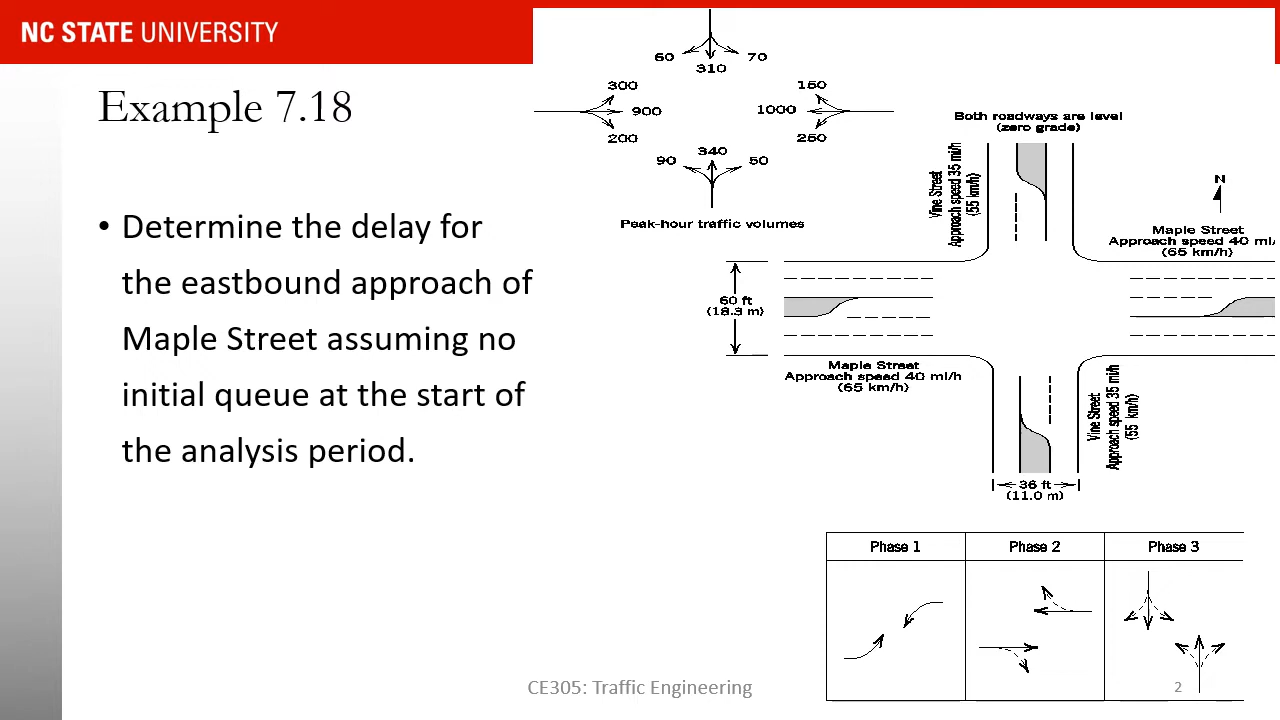 NC STATE UNIVERSITY
Example 7.18
• Determine the delay for
the eastbound approach of
Maple Street assuming no
initial queue at the start of
the analysis period.
60
70
310
300
150
900
1000
200
250
340
90
50
Peak-hour traffic volumes
Both roadways are level
(zero grade)
Vine Street
Approach speed 35 mi/h
(55 km/h)
N
Maple Street
Approach speed 40 mi/
(65 km/h)
60 ft
(18.3 m)
Maple Street
Approach speed 40 mi/h
(65 km/h)
Vine Street
Approach speed 35 mi/h
(55 km/h)
36 ft
(11.0 m)
Phase 1
Phase 2
Phase 3
CE305: Traffic Engineering
2